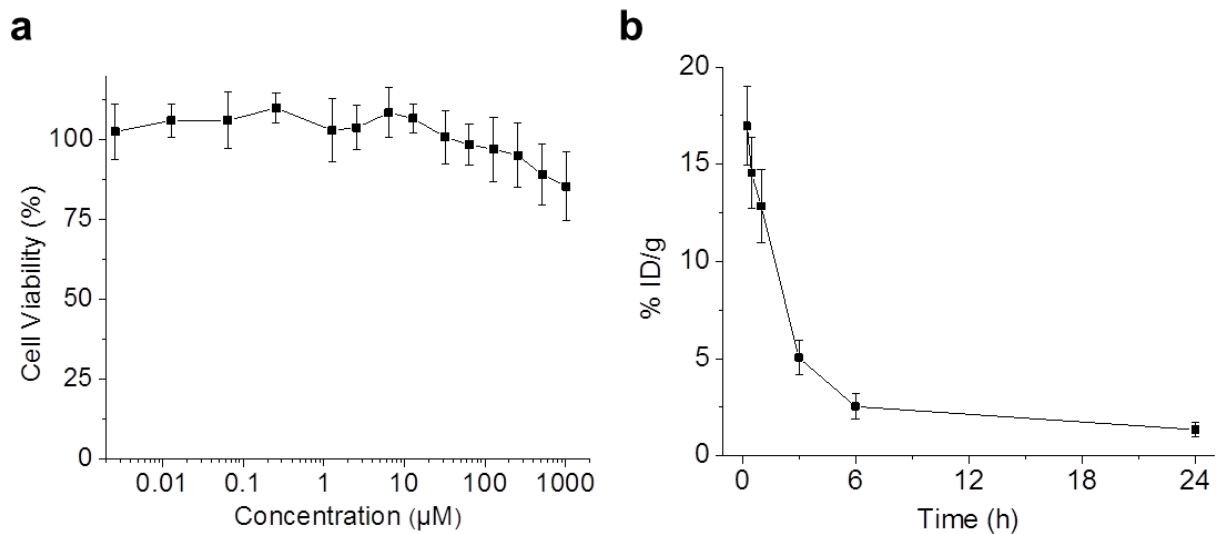 a
100
75
50
25
0
Cell Viability (%)
0.01 0.1 1 10 100 1000
Concentration (µM)
b
20
15
10
5
0
% ID/g
0 6 12 18 24
Time (h)